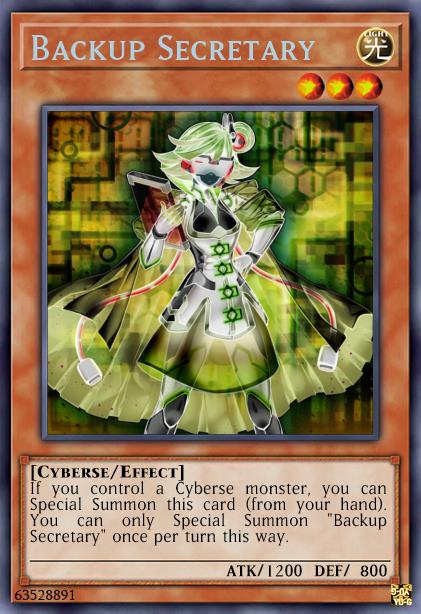 Backup Secretary
LIGHT
光
[Cyberse/Effect]
If you control a Cyberse monster, you can
Special Summon this card (from your hand).
You can only Special Summon "Backup
Secretary" once per turn this way.
ATK/1200 DEF/ 800
63528891